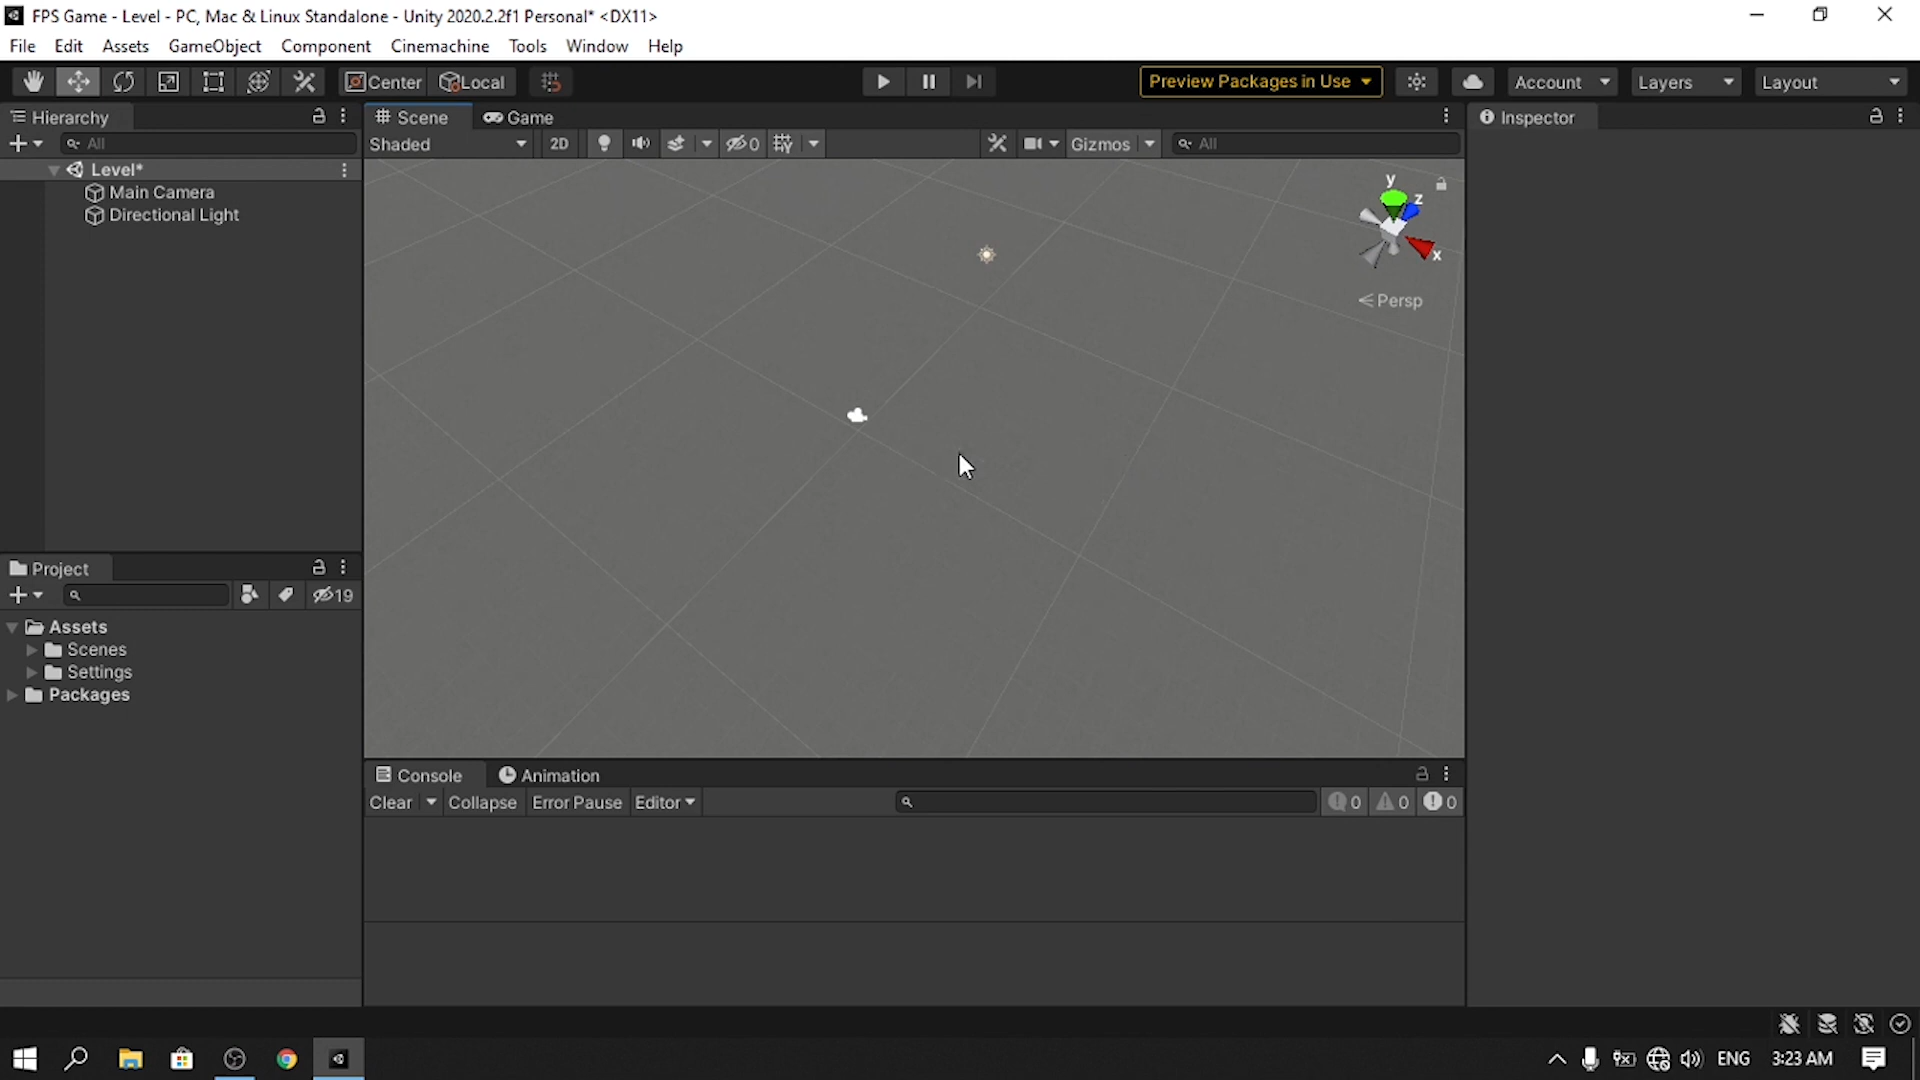 FPS Game - Level - PC, Mac & Linux Standalone - Unity 2020.2.2f1 Personal* <DX11>
File Edit Assets GameObject Component Cinemachine Tools Window Help
Center Local Preview Packages in Use Account Layers Layout
Hierarchy Scene Game Inspector
All Shaded 2D 0 Gizmos All
Level*
Main Camera
Directional Light
y
z
x
Persp
Project
19
Assets
Scenes
Settings
Packages
Console Animation
Clear Collapse Error Pause Editor 0 0 0
ENG 3:23 AM